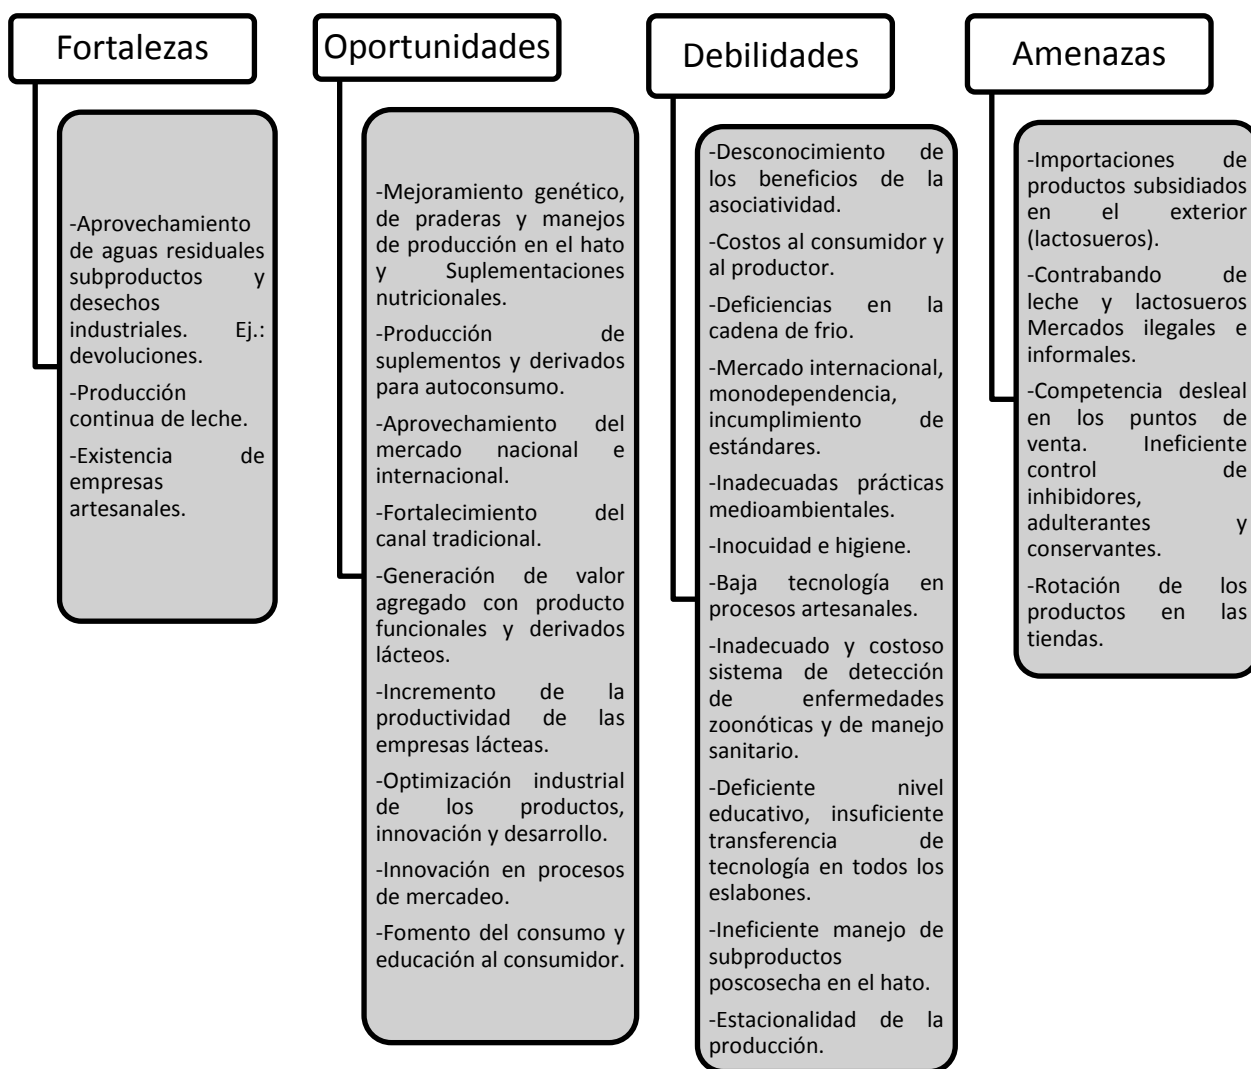 Fortalezas
-Aprovechamiento
de aguas residuales
subproductos y
desechos
industriales. Ej.:
devoluciones.
-Producción
continua de leche.
-Existencia de
empresas
artesanales.
Oportunidades
-Mejoramiento genético,
de praderas y manejos
de producción en el hato
y Suplementaciones
nutricionales.
-Producción de
suplementos y derivados
para autoconsumo.
-Aprovechamiento del
mercado nacional e
internacional.
-Fortalecimiento del
canal tradicional.
-Generación de valor
agregado con producto
funcionales y derivados
lácteos.
-Incremento de la
productividad de las
empresas lácteas.
-Optimización industrial
de los productos,
innovación y desarrollo.
-Innovación en procesos
de mercadeo.
-Fomento del consumo y
educación al consumidor.
Debilidades
-Desconocimiento de
los beneficios de la
asociatividad.
-Costos al consumidor y
al productor.
-Deficiencias en la
cadena de frio.
-Mercado internacional,
monodependencia,
incumplimiento de
estándares.
-Inadecuadas prácticas
medioambientales.
-Inocuidad e higiene.
-Baja tecnología en
procesos artesanales.
-Inadecuado y costoso
sistema de detección
de enfermedades
zoonóticas y de manejo
sanitario.
-Deficiente nivel
educativo, insuficiente
transferencia de
tecnología en todos los
eslabones.
-Ineficiente manejo de
subproductos
poscosecha en el hato.
-Estacionalidad de la
producción.
Amenazas
-Importaciones de
productos subsidiados
en el exterior
(lactosueros).
-Contrabando de
leche y lactosueros
Mercados ilegales e
informales.
-Competencia desleal
en los puntos de
venta. Ineficiente
control de
inhibidores,
adulterantes y
conservantes.
-Rotación de los
productos en las
tiendas.